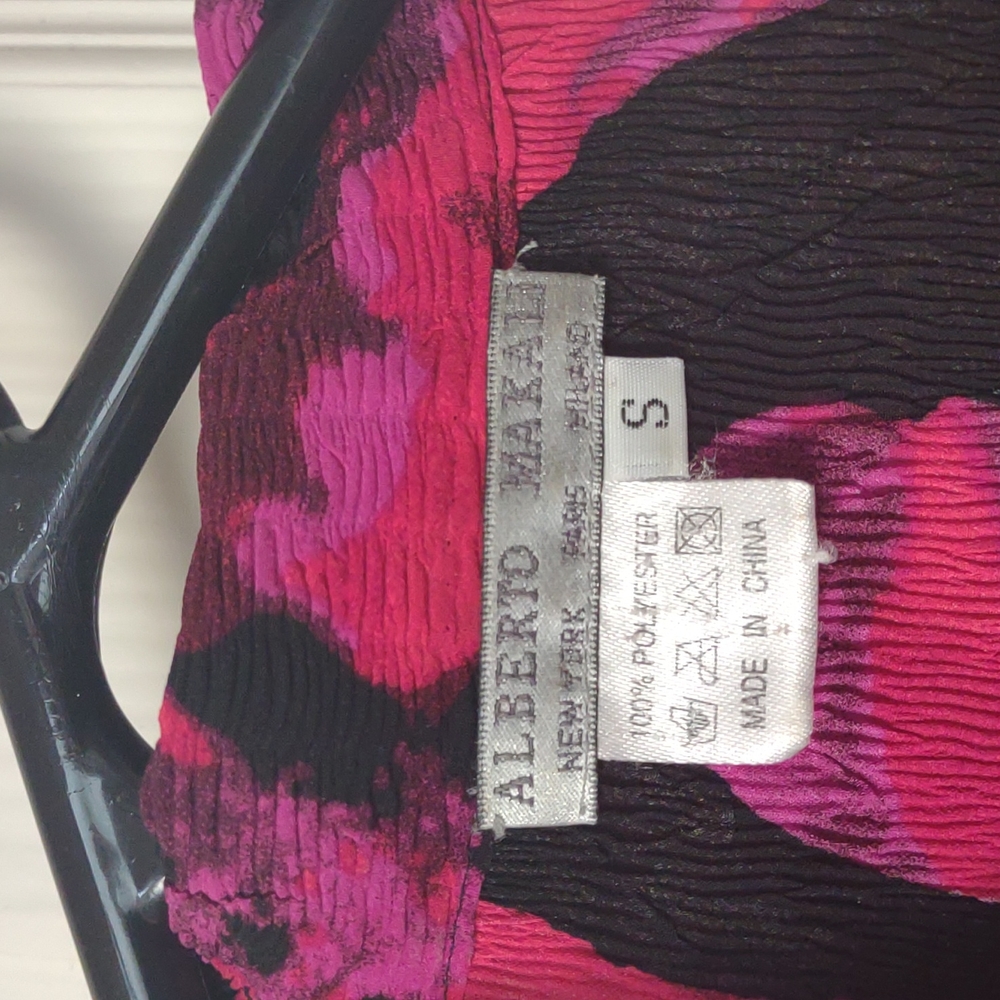 ALBERTO MAKALI
NEW YORK PARIS MILANO
S
100% POLYESTER
MADE IN CHINA